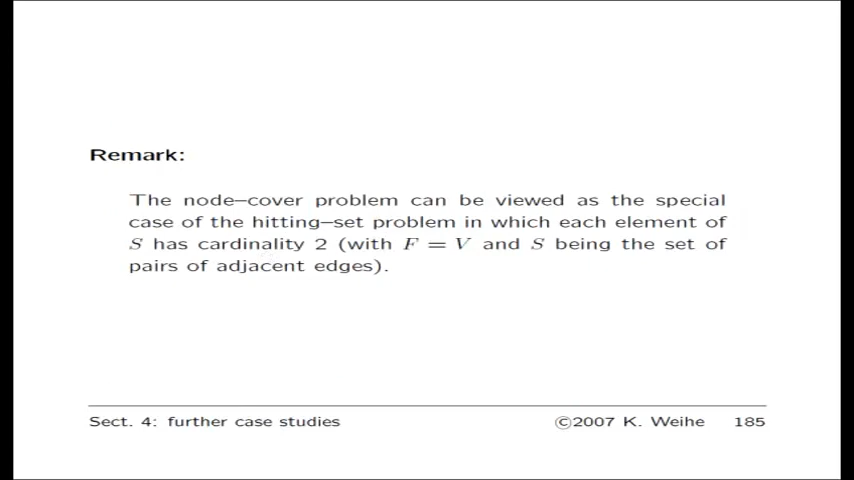 Remark:
The node–cover problem can be viewed as the special
case of the hitting–set problem in which each element of
S has cardinality 2 (with F = V and S being the set of
pairs of adjacent edges).
Sect. 4: further case studies ©2007 K. Weihe 185